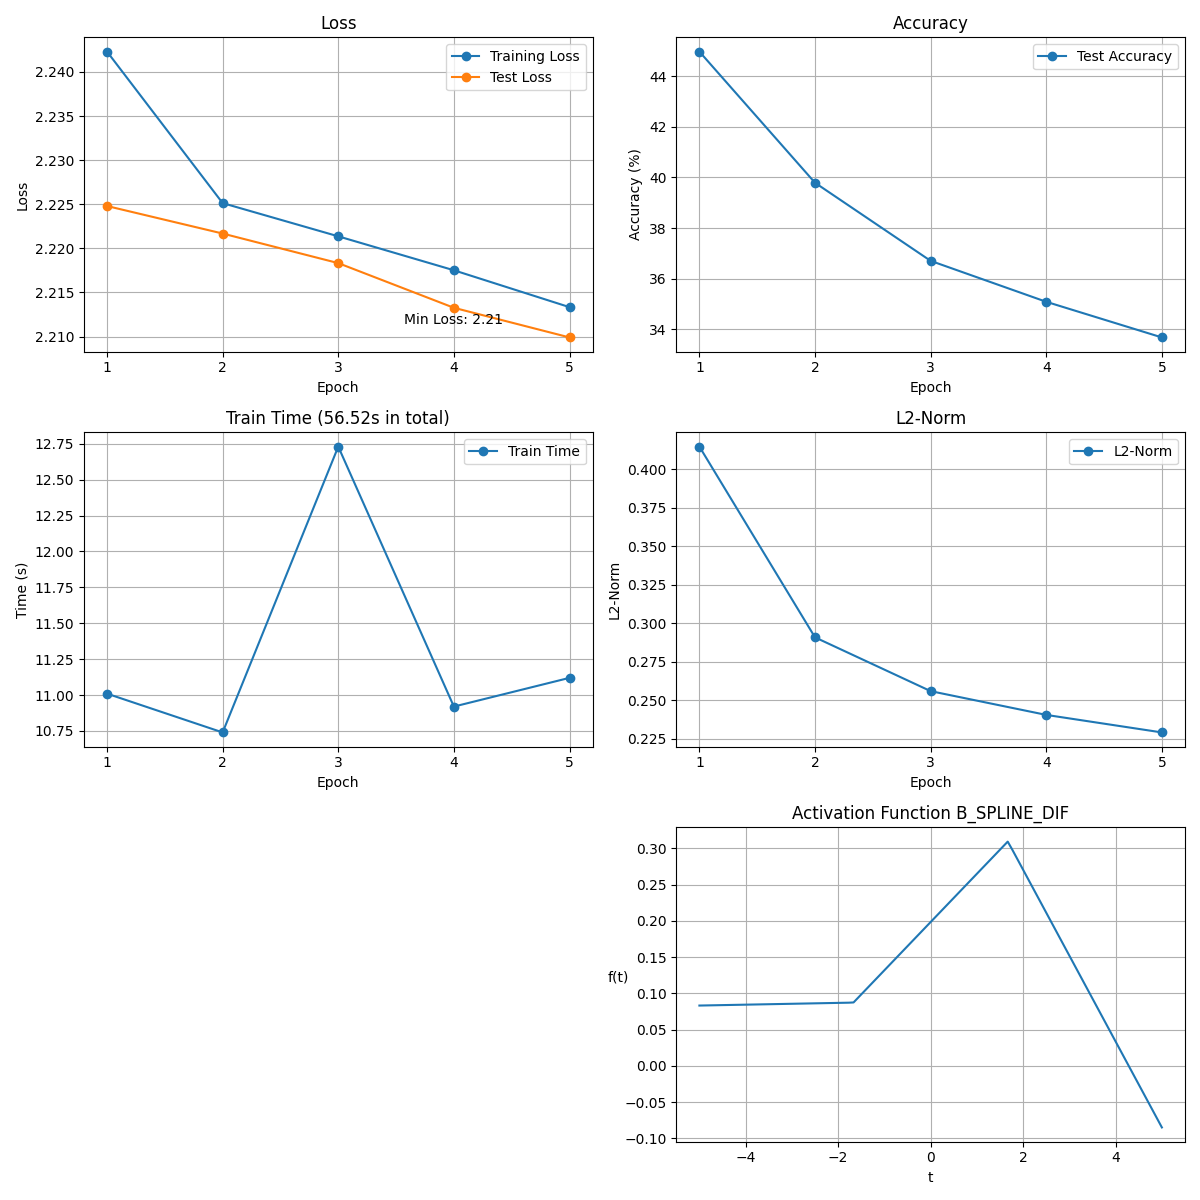 Loss
Training Loss
Test Loss
2.240
2.235
2.230
2.225
2.220
2.215
2.210
Loss
Min Loss: 2.21
1 2 3 4 5
Epoch
Accuracy
Test Accuracy
44
42
40
38
36
34
Accuracy (%)
1 2 3 4 5
Epoch
Train Time (56.52s in total)
Train Time
12.75
12.50
12.25
12.00
11.75
11.50
11.25
11.00
10.75
Time (s)
1 2 3 4 5
Epoch
L2-Norm
L2-Norm
0.400
0.375
0.350
0.325
0.300
0.275
0.250
0.225
L2-Norm
1 2 3 4 5
Epoch
Activation Function B_SPLINE_DIF
0.30
0.25
0.20
0.15
0.10
0.05
0.00
−0.05
−0.10
f(t)
−4 −2 0 2 4
t